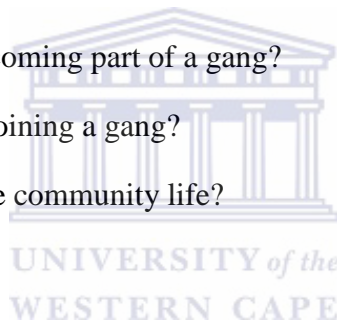 oming part of a gang?
oining a gang?
e community life?
UNIVERSITY of the
WESTERN CAPE